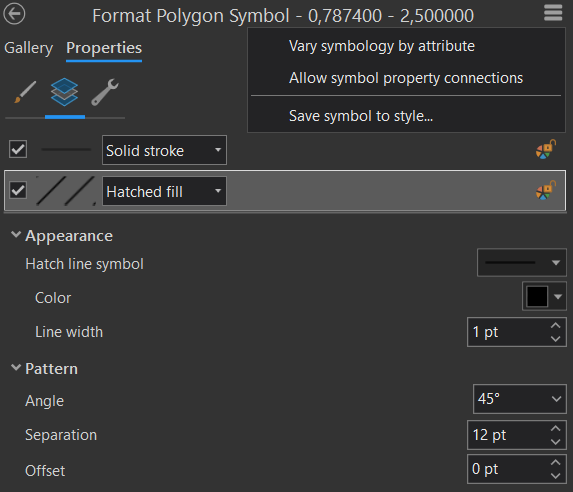 Format Polygon Symbol - 0,787400 - 2,500000
Gallery Properties
Vary symbology by attribute
Allow symbol property connections
Save symbol to style...
Solid stroke
Hatched fill
Appearance
Hatch line symbol
Color
Line width 1 pt
Pattern
Angle 45°
Separation 12 pt
Offset 0 pt